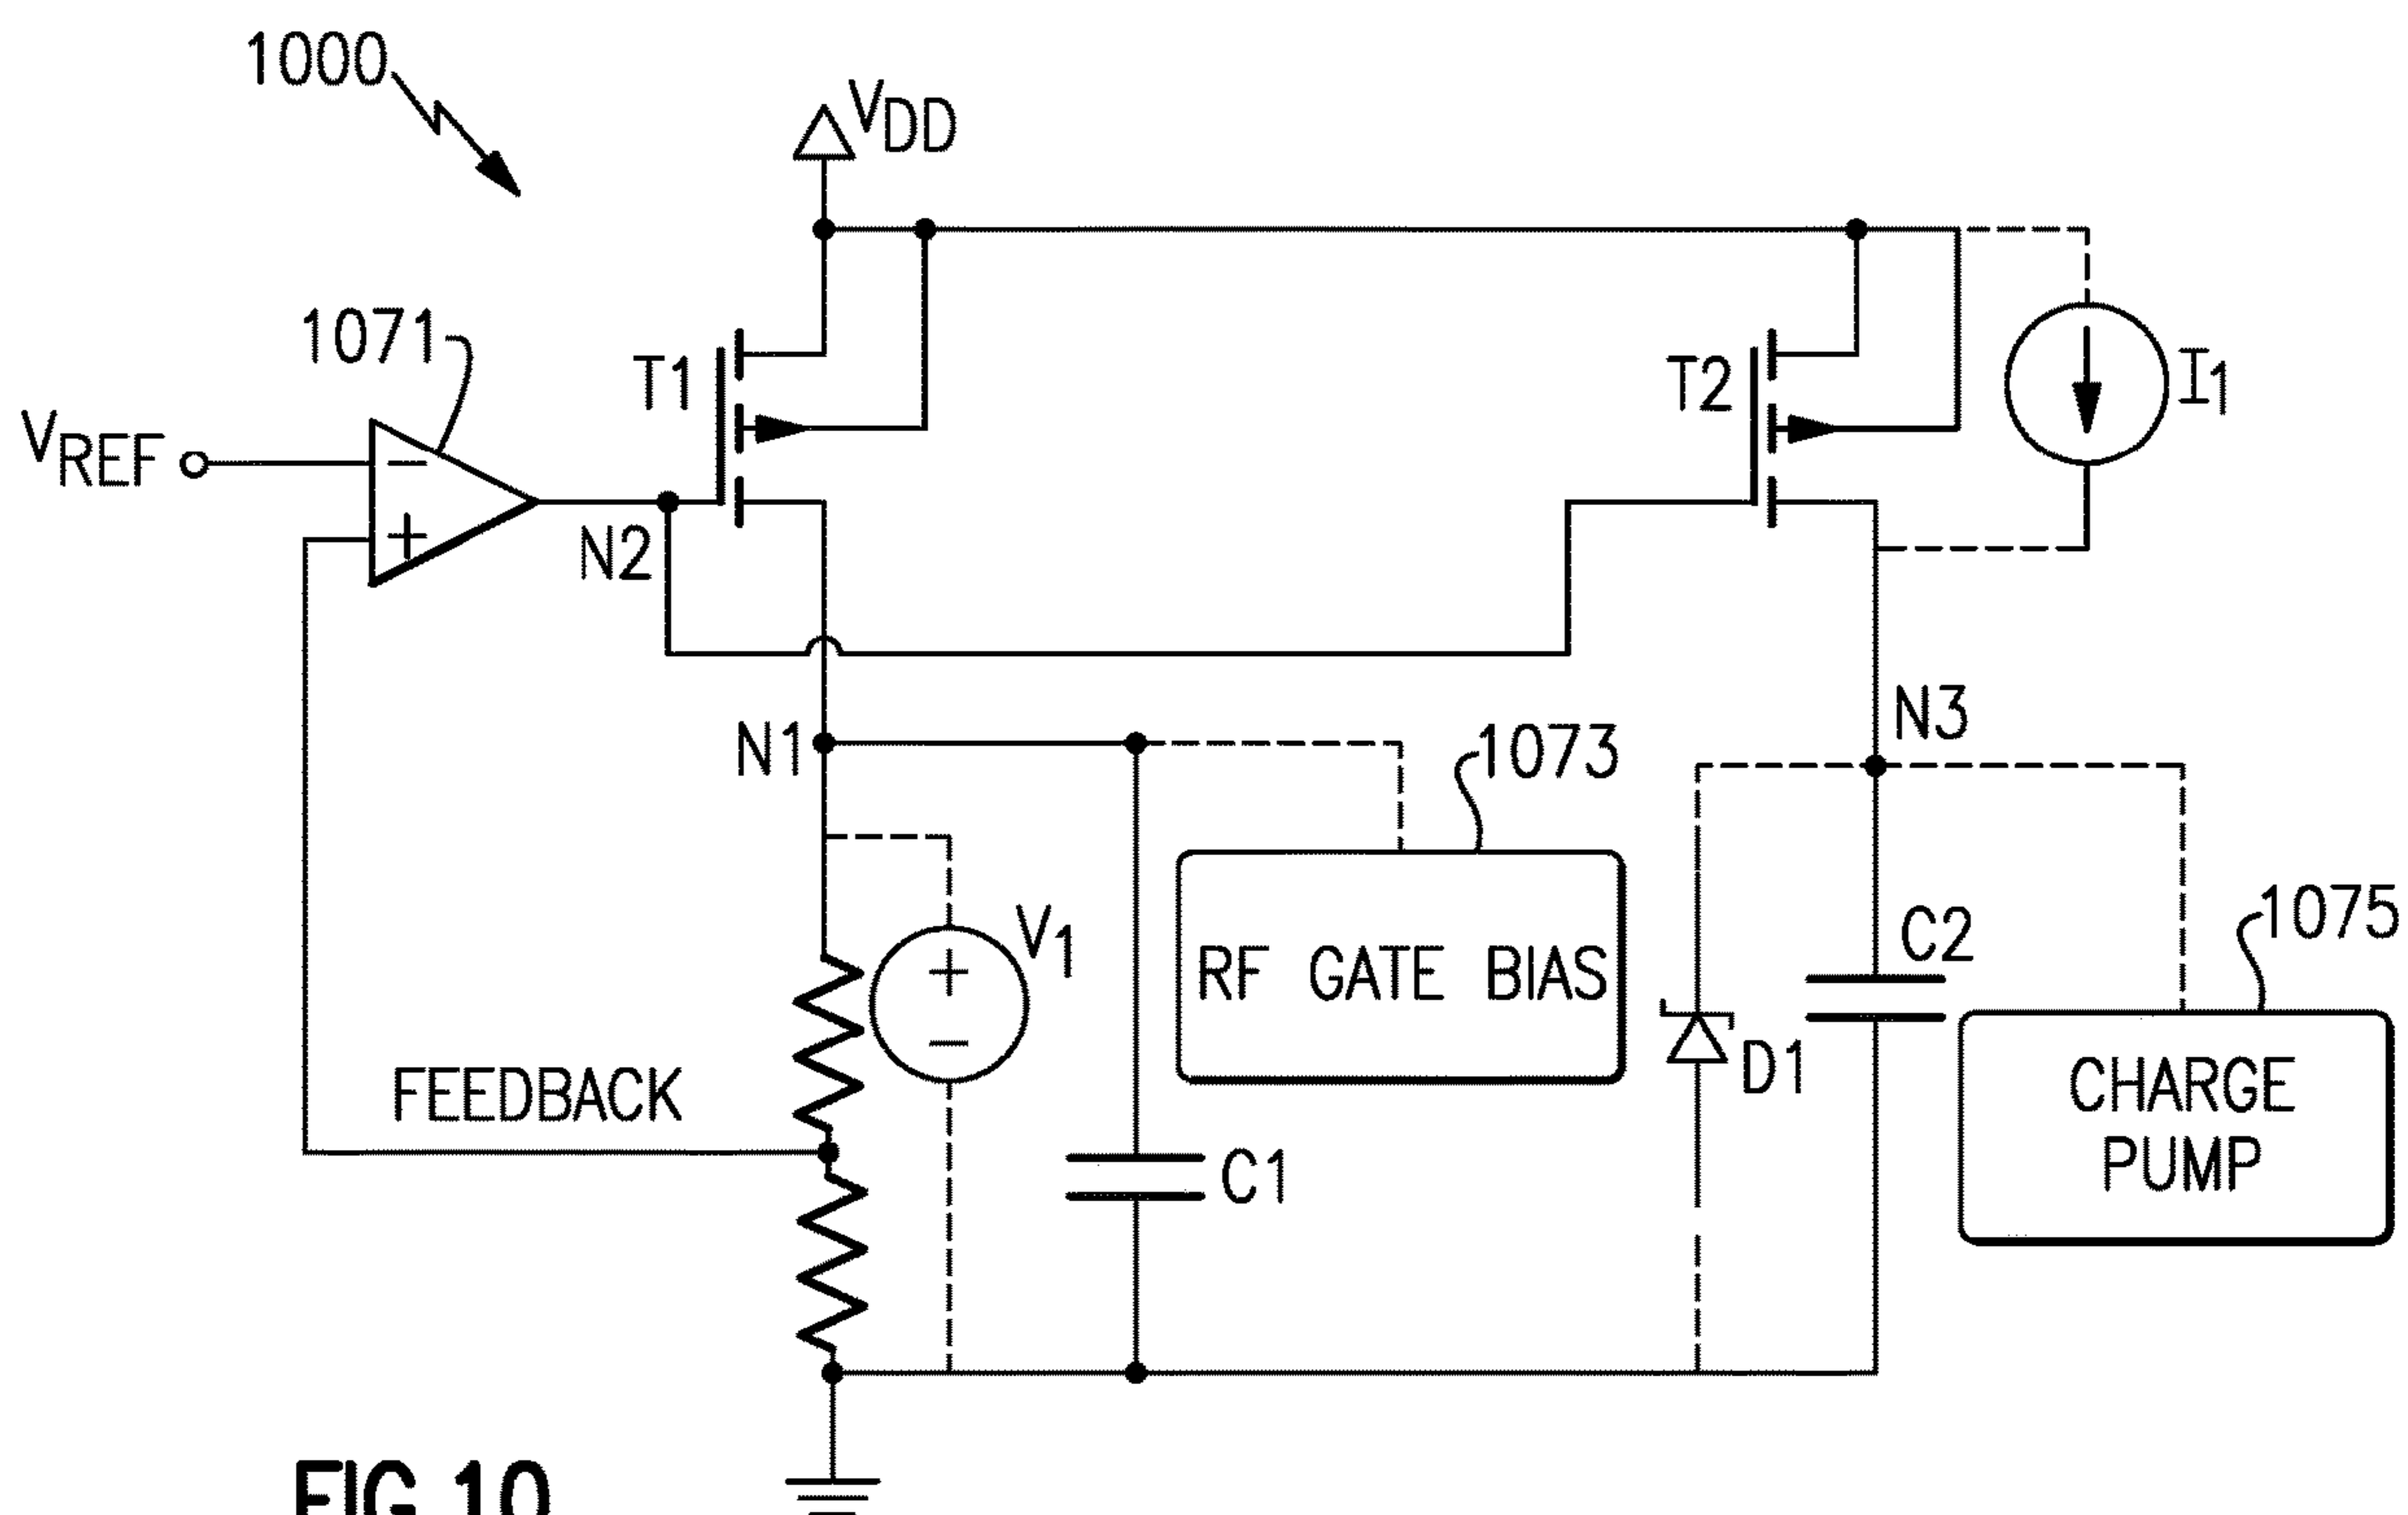 1000
VDD
1071
T1
T2
I1
VREF
−
+
N2
N1
N3
1073
V1
+
−
RF GATE BIAS
C2
1075
D1
CHARGE
PUMP
FEEDBACK
C1
FIG.10